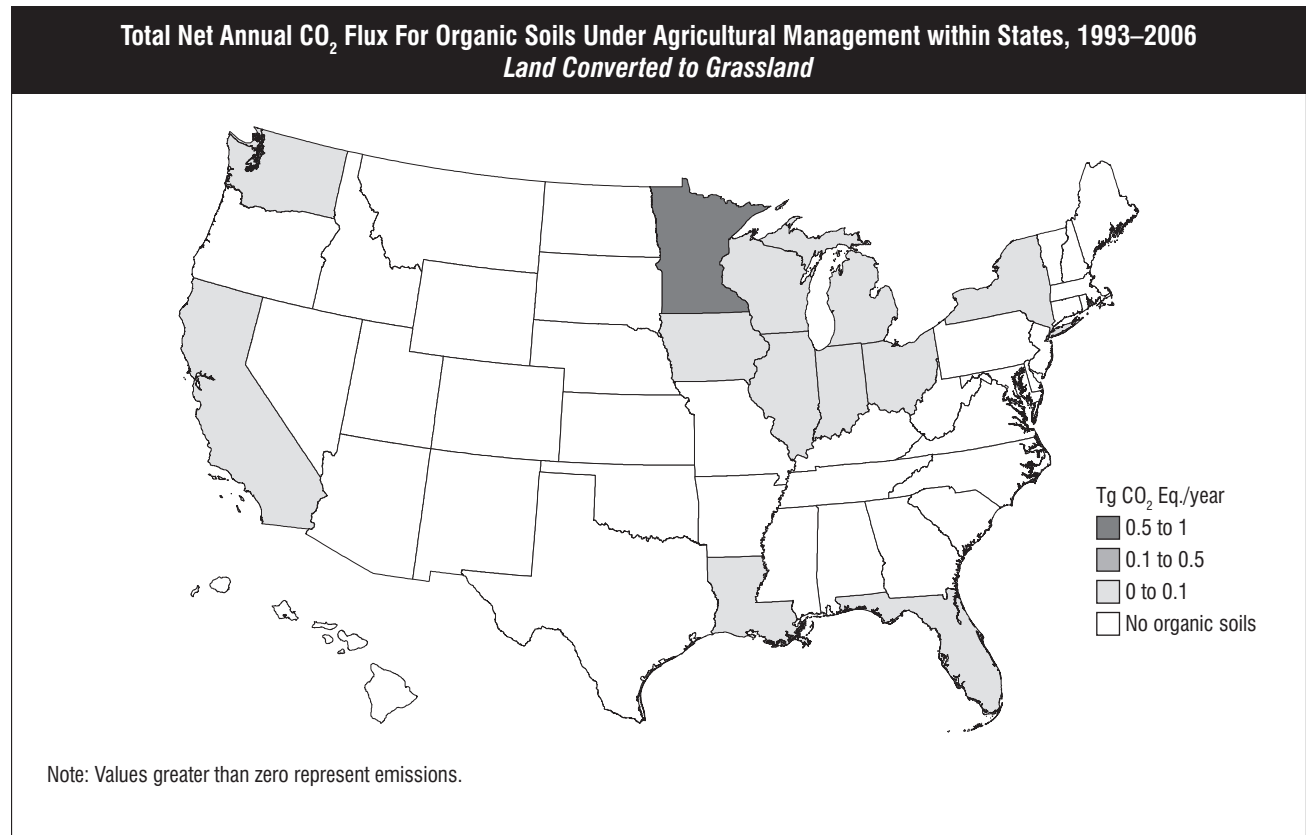 Total Net Annual CO₂ Flux For Organic Soils Under Agricultural Management within States, 1993–2006
Land Converted to Grassland
Tg CO₂ Eq./year
0.5 to 1
0.1 to 0.5
0 to 0.1
No organic soils
Note: Values greater than zero represent emissions.